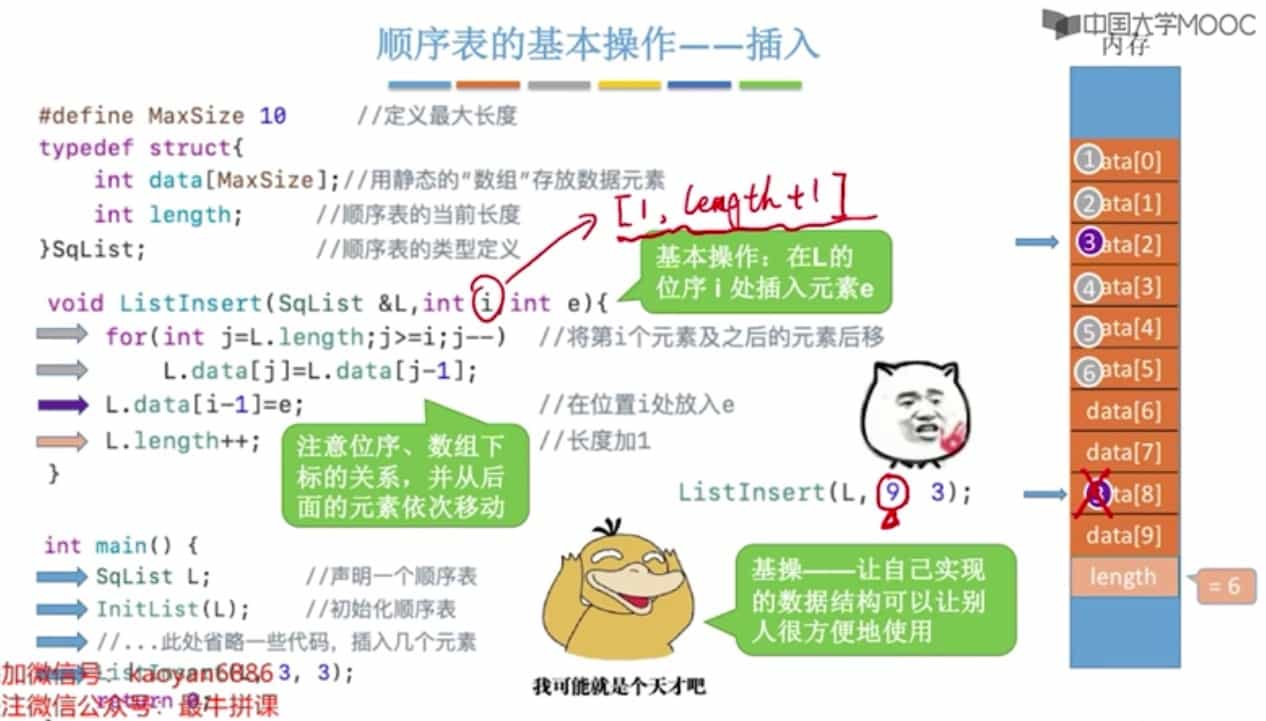 顺序表的基本操作——插入
中国大学MOOC
内存
#define MaxSize 10 //定义最大长度
typedef struct{
int data[MaxSize];//用静态的“数组”存放数据元素
int length; //顺序表的当前长度
}SqList; //顺序表的类型定义
[1, length+1]
基本操作：在L的
位序 i 处插入元素e
void ListInsert(SqList &L,int i,int e){
for(int j=L.length;j>=i;j--) //将第i个元素及之后的元素后移
L.data[j]=L.data[j-1];
L.data[i-1]=e; //在位置i处放入e
L.length++; //长度加1
}
注意位序、数组下
标的关系，并从后
面的元素依次移动
ListInsert(L, 9 3);
int main() {
SqList L; //声明一个顺序表
InitList(L); //初始化顺序表
//...此处省略一些代码，插入几个元素
3, 3);
return 0;
加微信号：kaoyan6886
注微信公众号：最牛拼课
基操——让自己实现
的数据结构可以让别
人很方便地使用
我可能就是个天才吧
1 ata[0]
2 ata[1]
3 ata[2]
4 ata[3]
5 ata[4]
6 ata[5]
data[6]
data[7]
3 ta[8]
data[9]
length
= 6